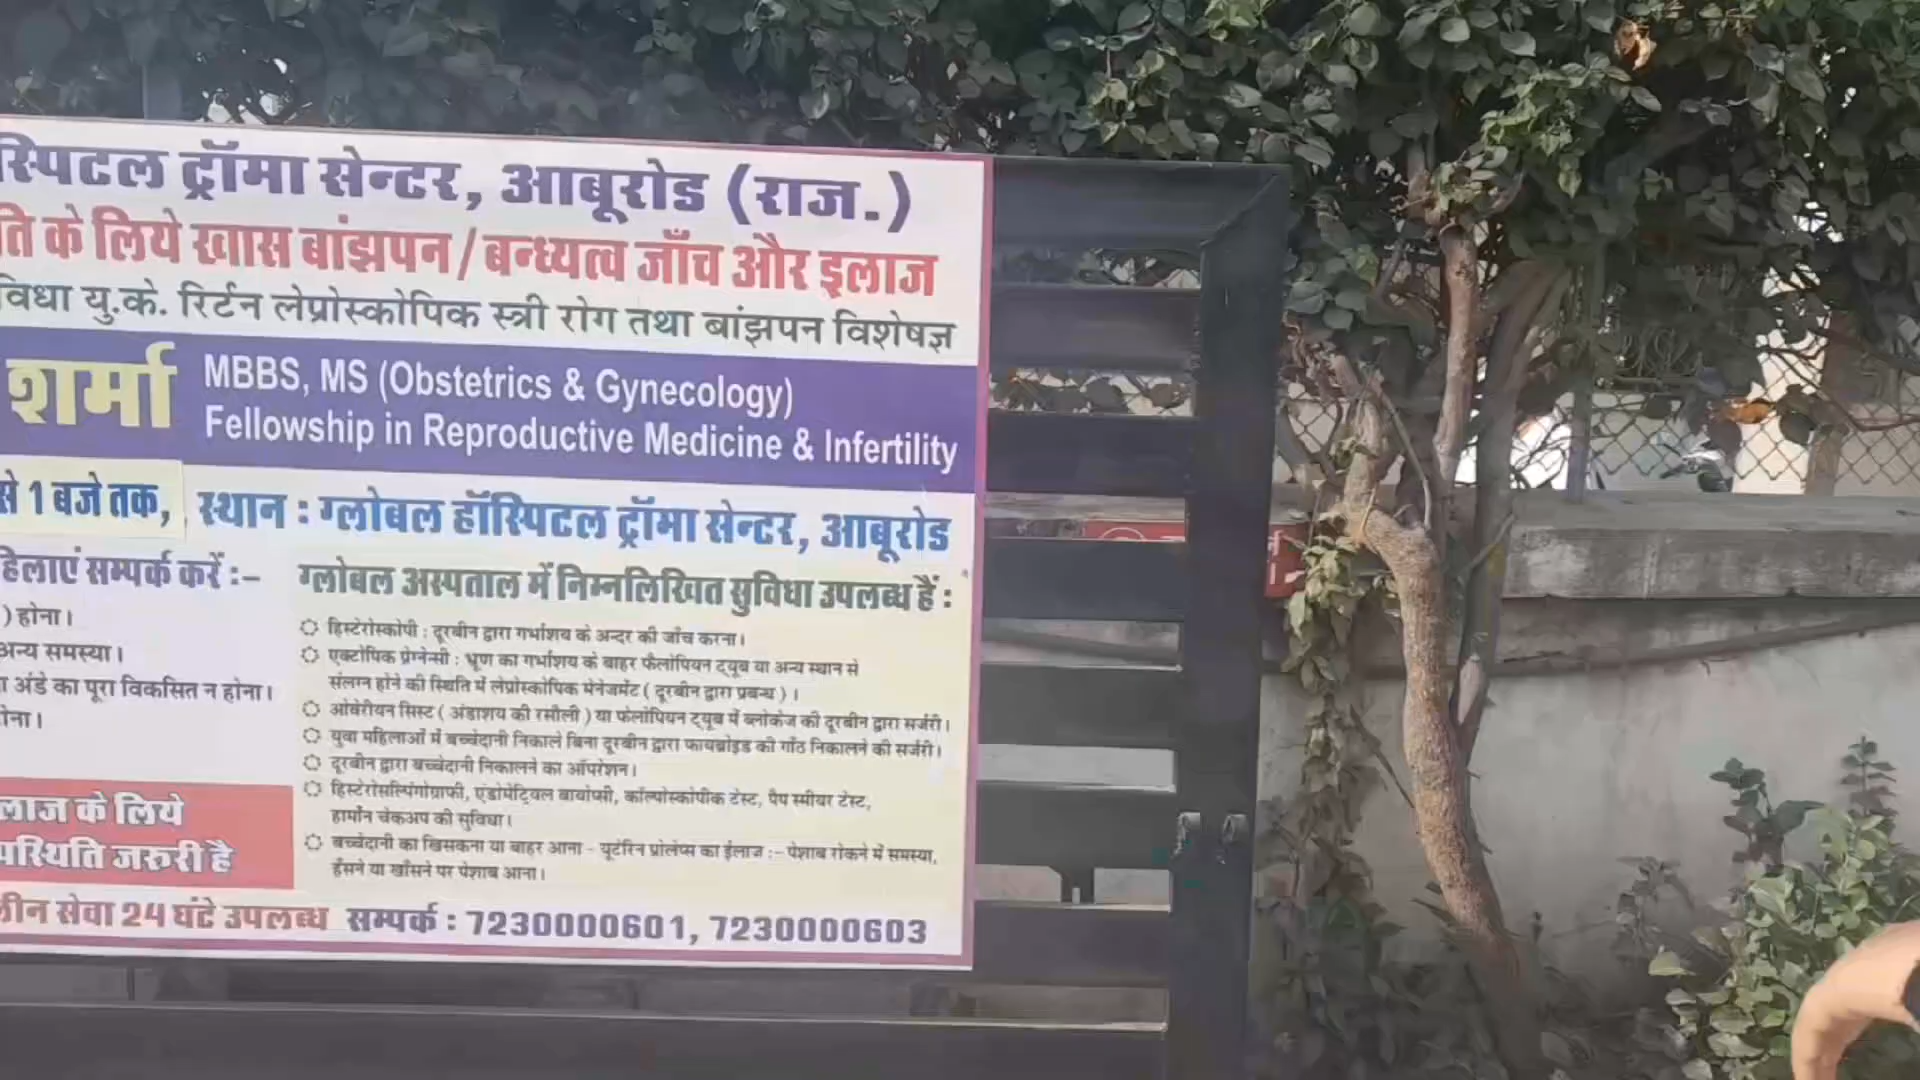 स्पिटल ट्रॉमा सेन्टर, आबूरोड (राज.)
ति के लिये खास बांझपन/बन्ध्यत्व जाँच और इलाज
विधा यु.के. रिर्टन लेप्रोस्कोपिक स्त्री रोग तथा बांझपन विशेषज्ञ
शर्मा
MBBS, MS (Obstetrics & Gynecology)
Fellowship in Reproductive Medicine & Infertility
से 1 बजे तक, स्थान : ग्लोबल हॉस्पिटल ट्रॉमा सेन्टर, आबूरोड
हिलाएं सम्पर्क करें :–
) होना।
अन्य समस्या।
ा अंडे का पूरा विकसित न होना।
ोना।
लाज के लिये
पस्थिति जरुरी है
ग्लोबल अस्पताल में निम्नलिखित सुविधा उपलब्ध हैं :
हिस्टेरोस्कोपी : दूरबीन द्वारा गर्भाशय के अन्दर की जाँच करना।
एक्टोपिक प्रेग्नेन्सी : भ्रूण का गर्भाशय के बाहर फैलोपियन ट्यूब या अन्य स्थान से
संलग्न होने की स्थिति में लेप्रोस्कोपिक मेनेजमेंट ( दूरबीन द्वारा प्रबन्ध ) ।
ओवेरीयन सिस्ट ( अंडाशय की रसौली ) या फेलोपियन ट्यूब में ब्लोकेज की दूरबीन द्वारा सर्जरी।
युवा महिलाओं में बच्चेदानी निकाले बिना दूरबीन द्वारा फायब्रोइड की गाँठ निकालने की सर्जरी।
दूरबीन द्वारा बच्चेदानी निकालने का ऑपरेशन।
हिस्टेरोसल्पिंगोग्राफी, एंडोमेट्रियल बायोप्सी, कॉल्पोस्कोपीक टेस्ट, पैप स्मीयर टेस्ट,
हार्मोन चेकअप की सुविधा।
बच्चेदानी का खिसकना या बाहर आना - यूटेरिन प्रोलेप्स का ईलाज :– पेशाब रोकने में समस्या,
हँसने या खाँसने पर पेशाब आना।
लीन सेवा 24 घंटे उपलब्ध सम्पर्क : 7230000601, 7230000603